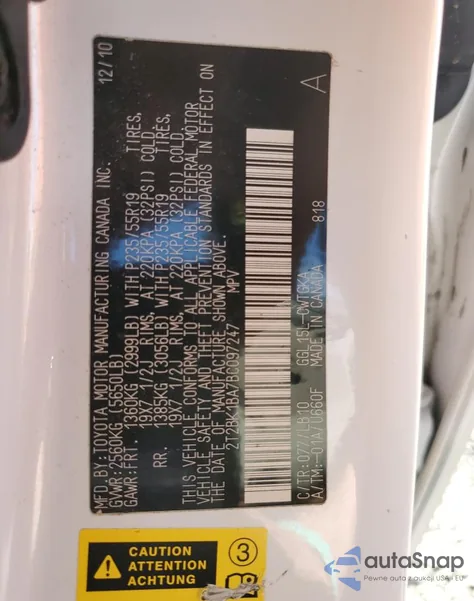 MFD.BY:TOYOTA MOTOR MANUFACTURING CANADA INC. 12/10
GVWR:2560KG (5650LB)
GAWR:FRT. 1360KG (2999LB) WITH P235/55R19 TIRES,
19X7 1/2J RIMS, AT 220KPA (32PSI) COLD.
RR. 1385KG (3056LB) WITH P235/55R19 TIRES,
19X7 1/2J RIMS, AT 220KPA (32PSI) COLD.
THIS VEHICLE CONFORMS TO ALL APPLICABLE FEDERAL MOTOR
VEHICLE SAFETY AND THEFT PREVENTION STANDARDS IN EFFECT ON
THE DATE OF MANUFACTURE SHOWN ABOVE.
2T2BK1BA7BC097247 MPV A
C/TR:077/LB10 GGL15L-CWTGKA 818
A/TM:-01A/U660F MADE IN CANADA
CAUTION
ATTENTION
ACHTUNG
3
autoSnap
Pewne auta z aukcji USA i EU